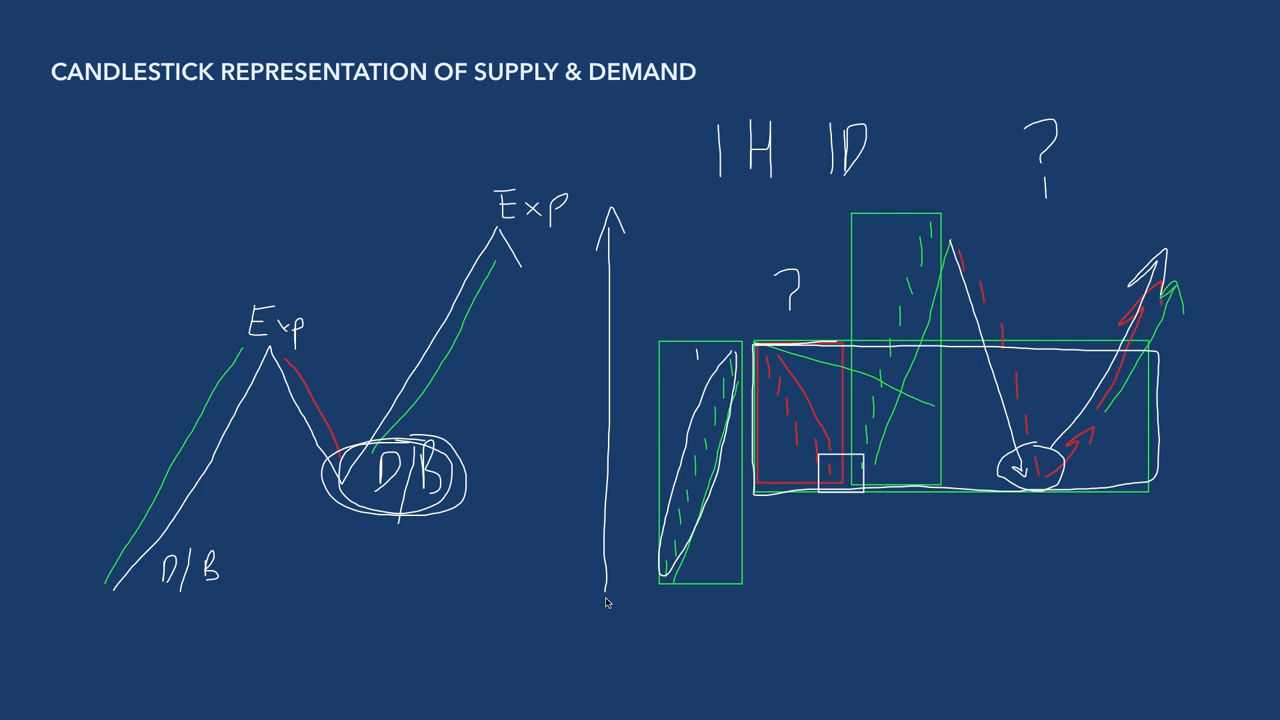 CANDLESTICK REPRESENTATION OF SUPPLY & DEMAND
1H 1D ?
Exp
?
Exp
D/B
D/B